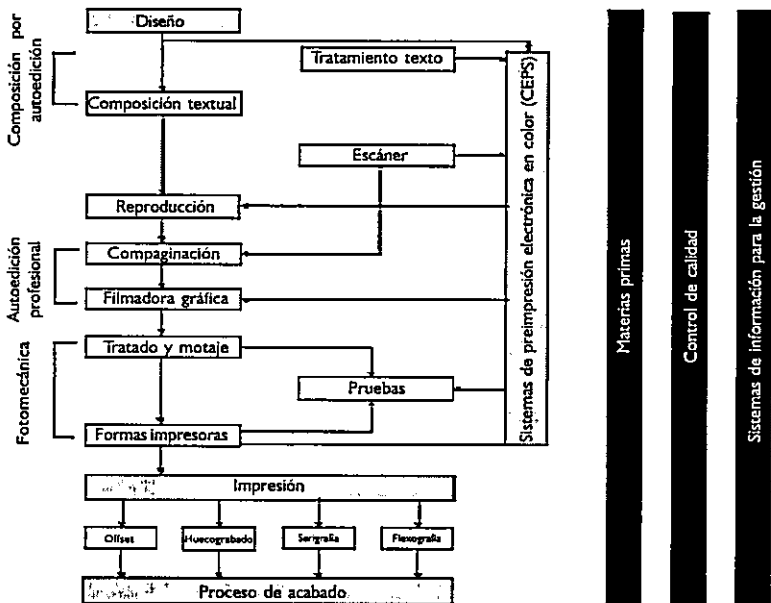 Diseño
Composición por
autoedición
Tratamiento texto
Composición textual
Escáner
Reproducción
Autoedición
profesional
Compaginación
Filmadora gráfica
Fotomecánica
Tratado y motaje
Pruebas
Formas impresoras
Impresión
Offset
Huecograbado
Serigrafía
Flexografía
Proceso de acabado
Sistemas de preimpresión electrónica en color (CEPS)
Materias primas
Control de calidad
Sistemas de información para la gestión